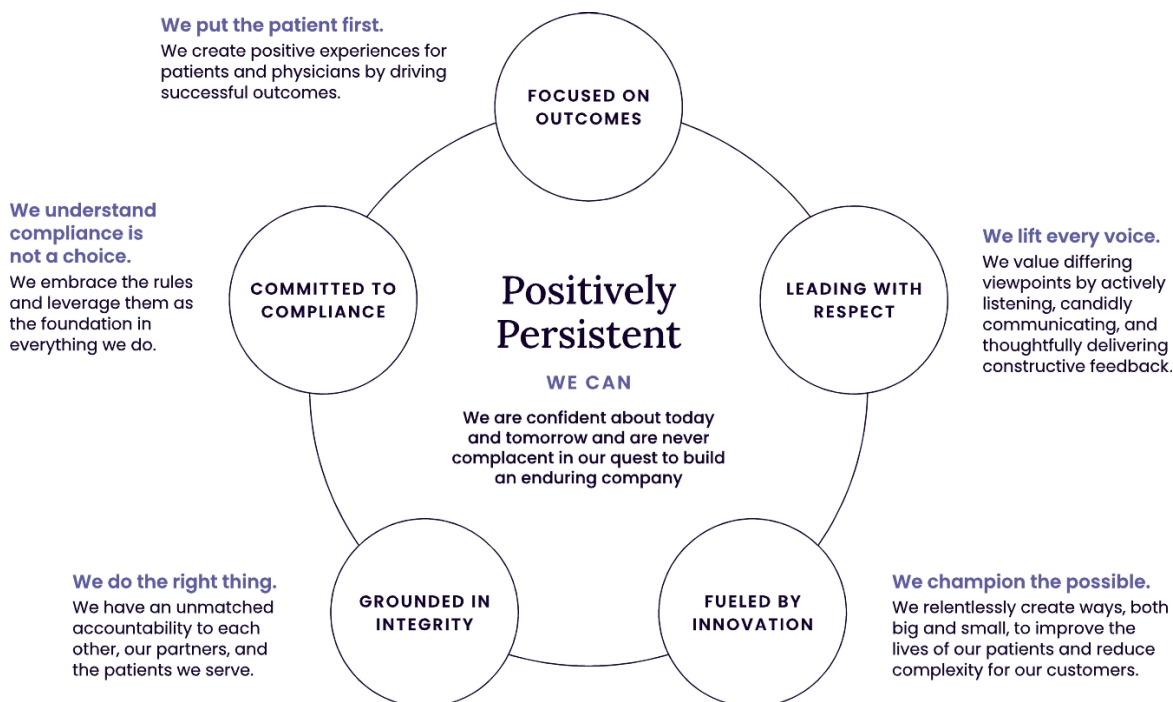 We put the patient first.
We create positive experiences for
patients and physicians by driving
successful outcomes.
FOCUSED ON
OUTCOMES
We understand
compliance is
not a choice.
We embrace the rules
and leverage them as
the foundation in
everything we do.
COMMITTED TO
COMPLIANCE
Positively
Persistent
WE CAN
We are confident about today
and tomorrow and are never
complacent in our quest to build
an enduring company
LEADING WITH
RESPECT
We lift every voice.
We value differing
viewpoints by actively
listening, candidly
communicating, and
thoughtfully delivering
constructive feedback.
We do the right thing.
We have an unmatched
accountability to each
other, our partners, and
the patients we serve.
GROUNDED IN
INTEGRITY
FUELED BY
INNOVATION
We champion the possible.
We relentlessly create ways, both
big and small, to improve the
lives of our patients and reduce
complexity for our customers.